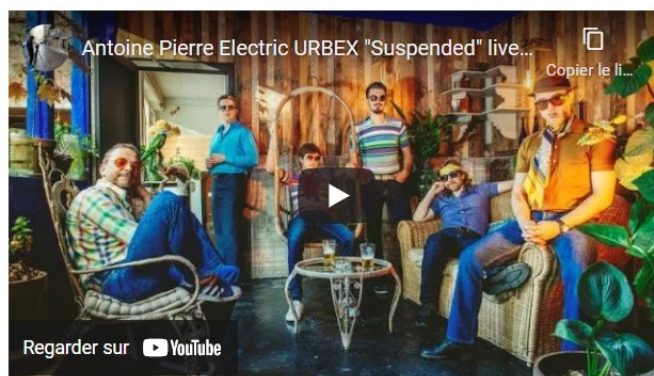 Antoine Pierre Electric URBEX "Suspended" live...
Copier le li...
Regarder sur YouTube